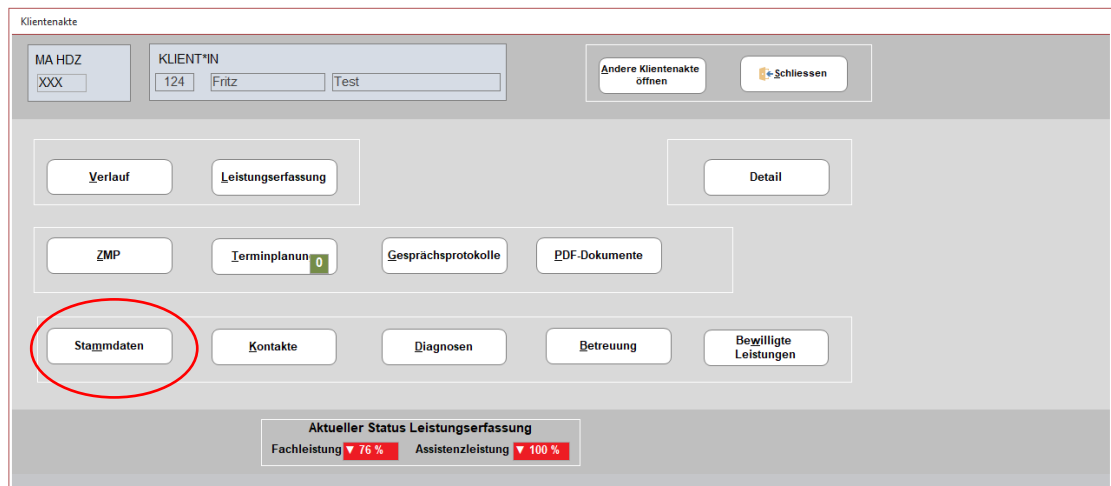 Klientenakte
MA HDZ
XXX
KLIENT*IN
124 Fritz Test
Andere Klientenakte
öffnen
Schliessen
Verlauf
Leistungserfassung
Detail
ZMP
Terminplanun
0
Gesprächsprotokolle
PDF-Dokumente
Stammdaten
Kontakte
Diagnosen
Betreuung
Bewilligte
Leistungen
Aktueller Status Leistungserfassung
Fachleistung ▼ 76 % Assistenzleistung ▼ 100 %